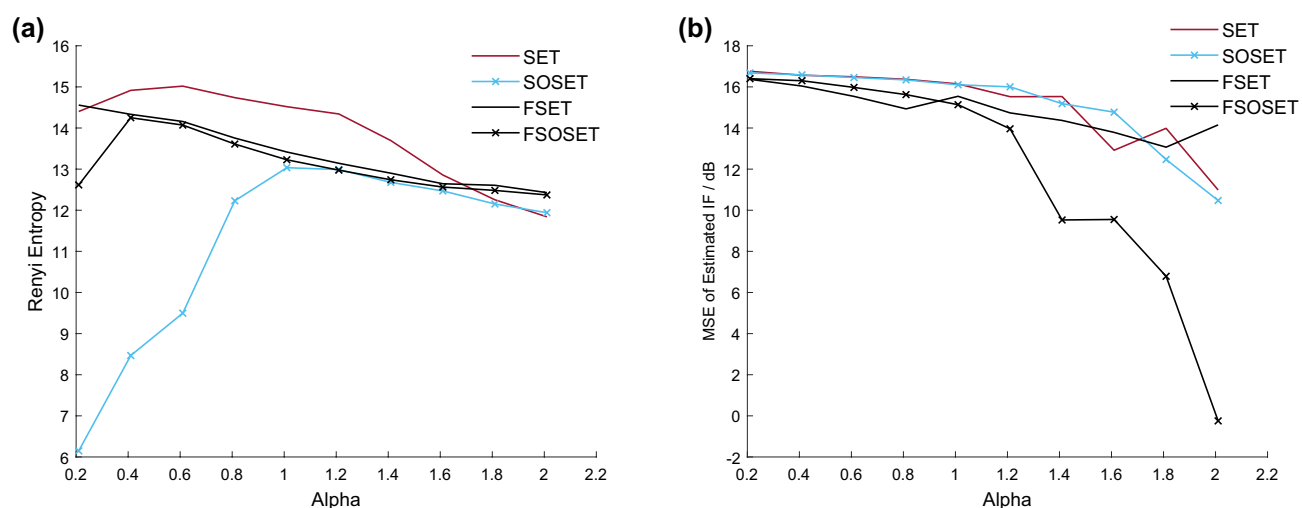 (a)
16
15
14
13
12
11
10
9
8
7
6
Renyi Entropy
0.2 0.4 0.6 0.8 1 1.2 1.4 1.6 1.8 2 2.2
Alpha
SET
SOSET
FSET
FSOSET
(b)
18
16
14
12
10
8
6
4
2
0
-2
MSE of Estimated IF / dB
0.2 0.4 0.6 0.8 1 1.2 1.4 1.6 1.8 2 2.2
Alpha
SET
SOSET
FSET
FSOSET